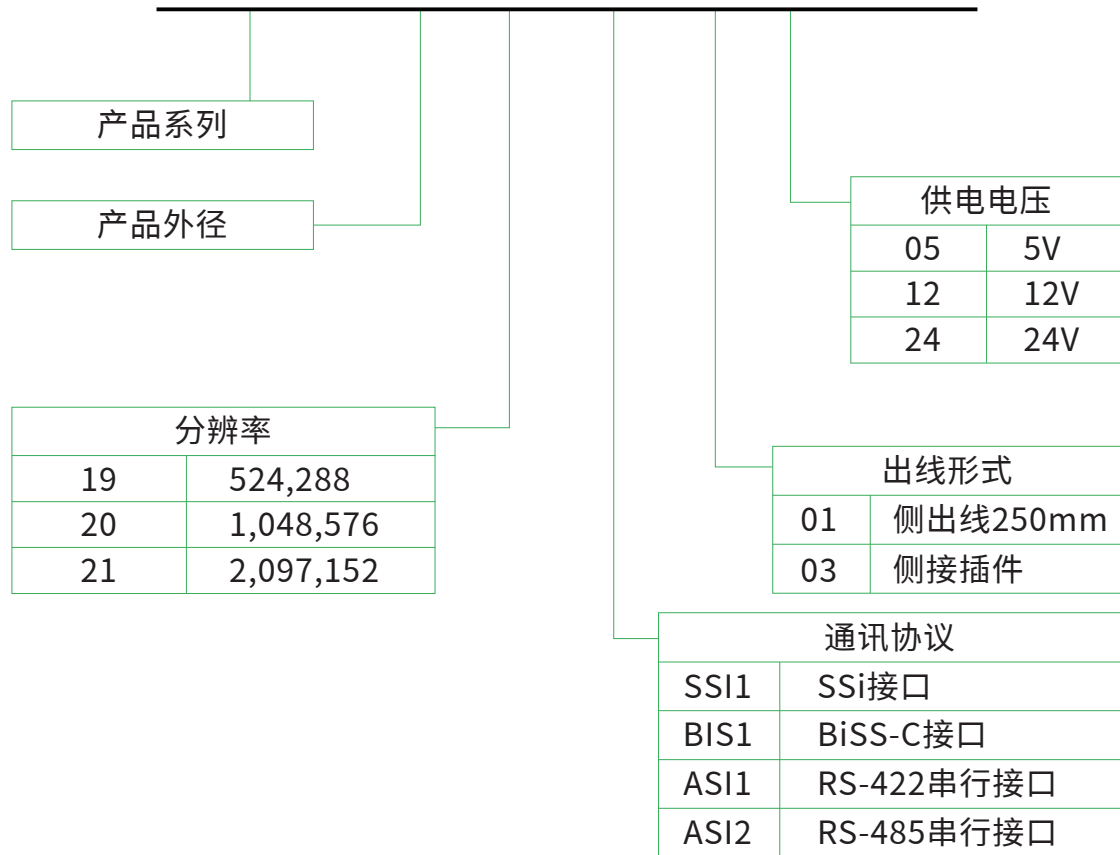 产品系列
产品外径
供电电压
05 5V
12 12V
24 24V
分辨率
19 524,288
20 1,048,576
21 2,097,152
出线形式
01 侧出线250mm
03 侧接插件
通讯协议
SSI1 SSi接口
BIS1 BiSS-C接口
ASI1 RS-422串行接口
ASI2 RS-485串行接口